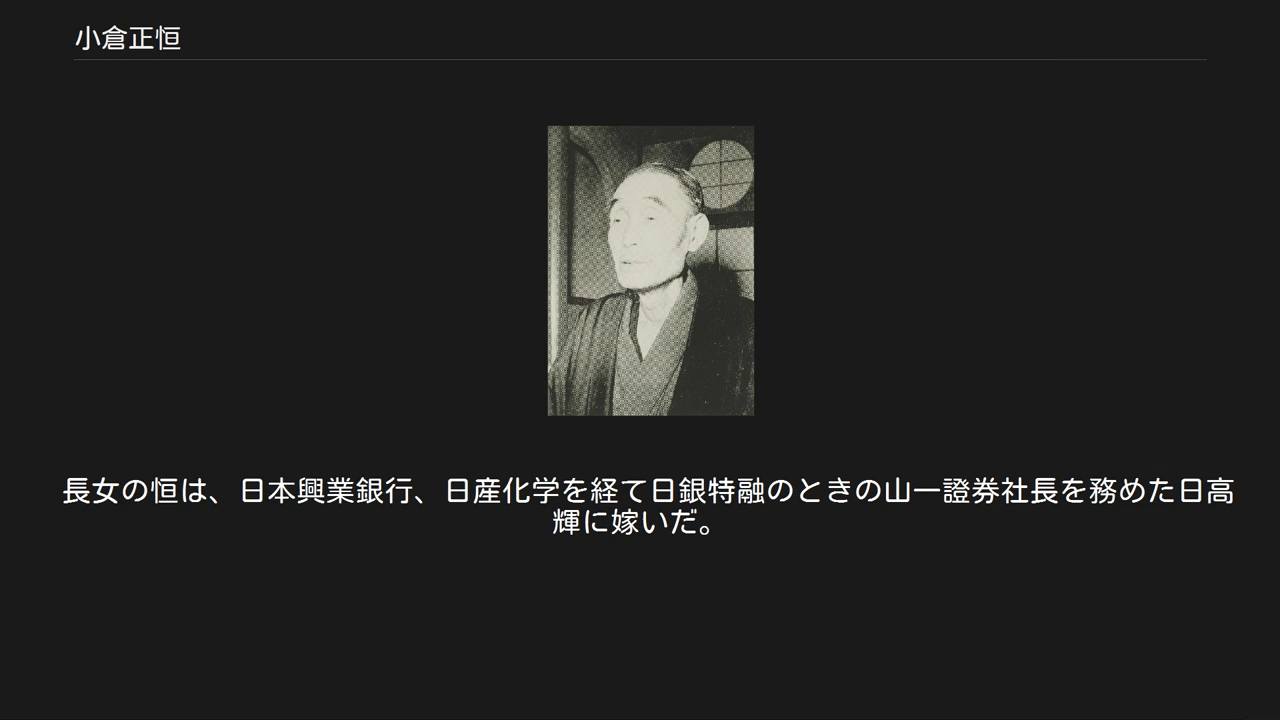 小倉正恒
長女の恒は、日本興業銀行、日産化学を経て日銀特融のときの山一證券社長を務めた日高
輝に嫁いだ。